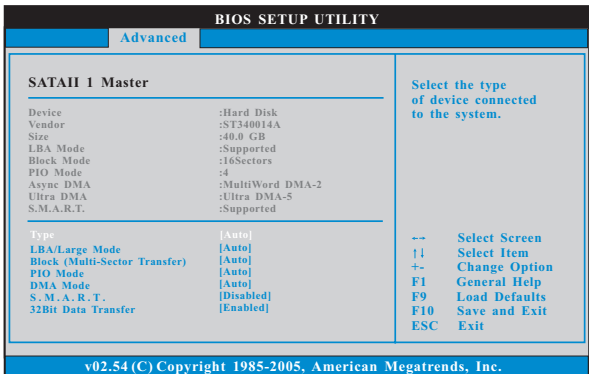 BIOS SETUP UTILITY
Advanced
SATAII 1 Master
Device :Hard Disk
Vendor :ST340014A
Size :40.0 GB
LBA Mode :Supported
Block Mode :16Sectors
PIO Mode :4
Async DMA :MultiWord DMA-2
Ultra DMA :Ultra DMA-5
S.M.A.R.T. :Supported
Type [Auto]
LBA/Large Mode [Auto]
Block (Multi-Sector Transfer) [Auto]
PIO Mode [Auto]
DMA Mode [Auto]
S.M.A.R.T. [Disabled]
32Bit Data Transfer [Enabled]
Select the type
of device connected
to the system.
←→ Select Screen
↑↓ Select Item
+- Change Option
F1 General Help
F9 Load Defaults
F10 Save and Exit
ESC Exit
v02.54 (C) Copyright 1985-2005, American Megatrends, Inc.